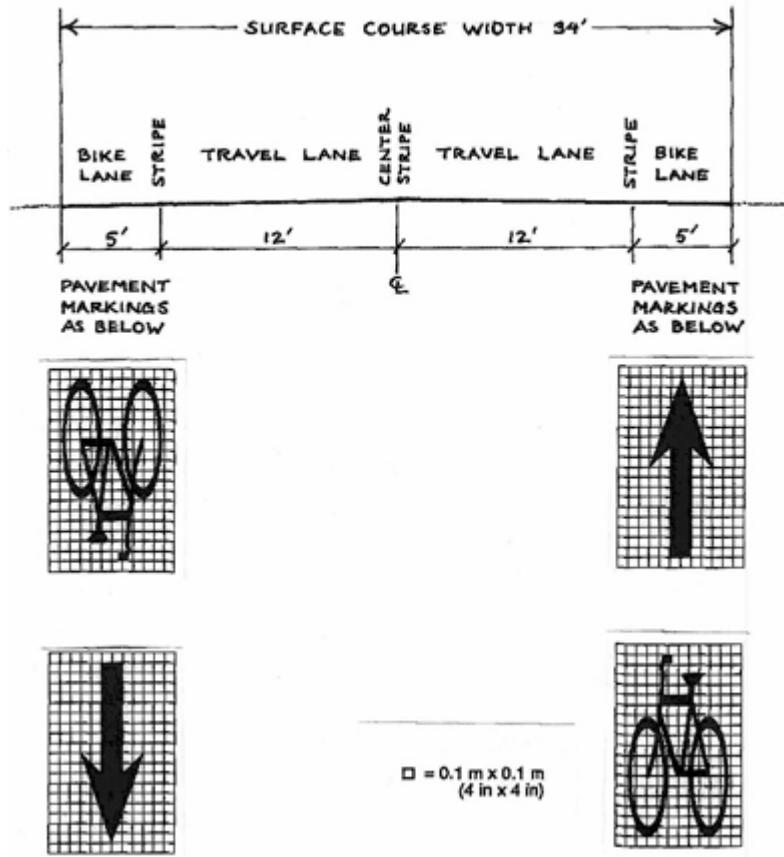 SURFACE COURSE WIDTH 34'
BIKE LANE
STRIPE
TRAVEL LANE
CENTER STRIPE
TRAVEL LANE
STRIPE
BIKE LANE
5'
12'
12'
5'
PAVEMENT
MARKINGS
AS BELOW
℄
PAVEMENT
MARKINGS
AS BELOW
□ = 0.1 m x 0.1 m
(4 in x 4 in)